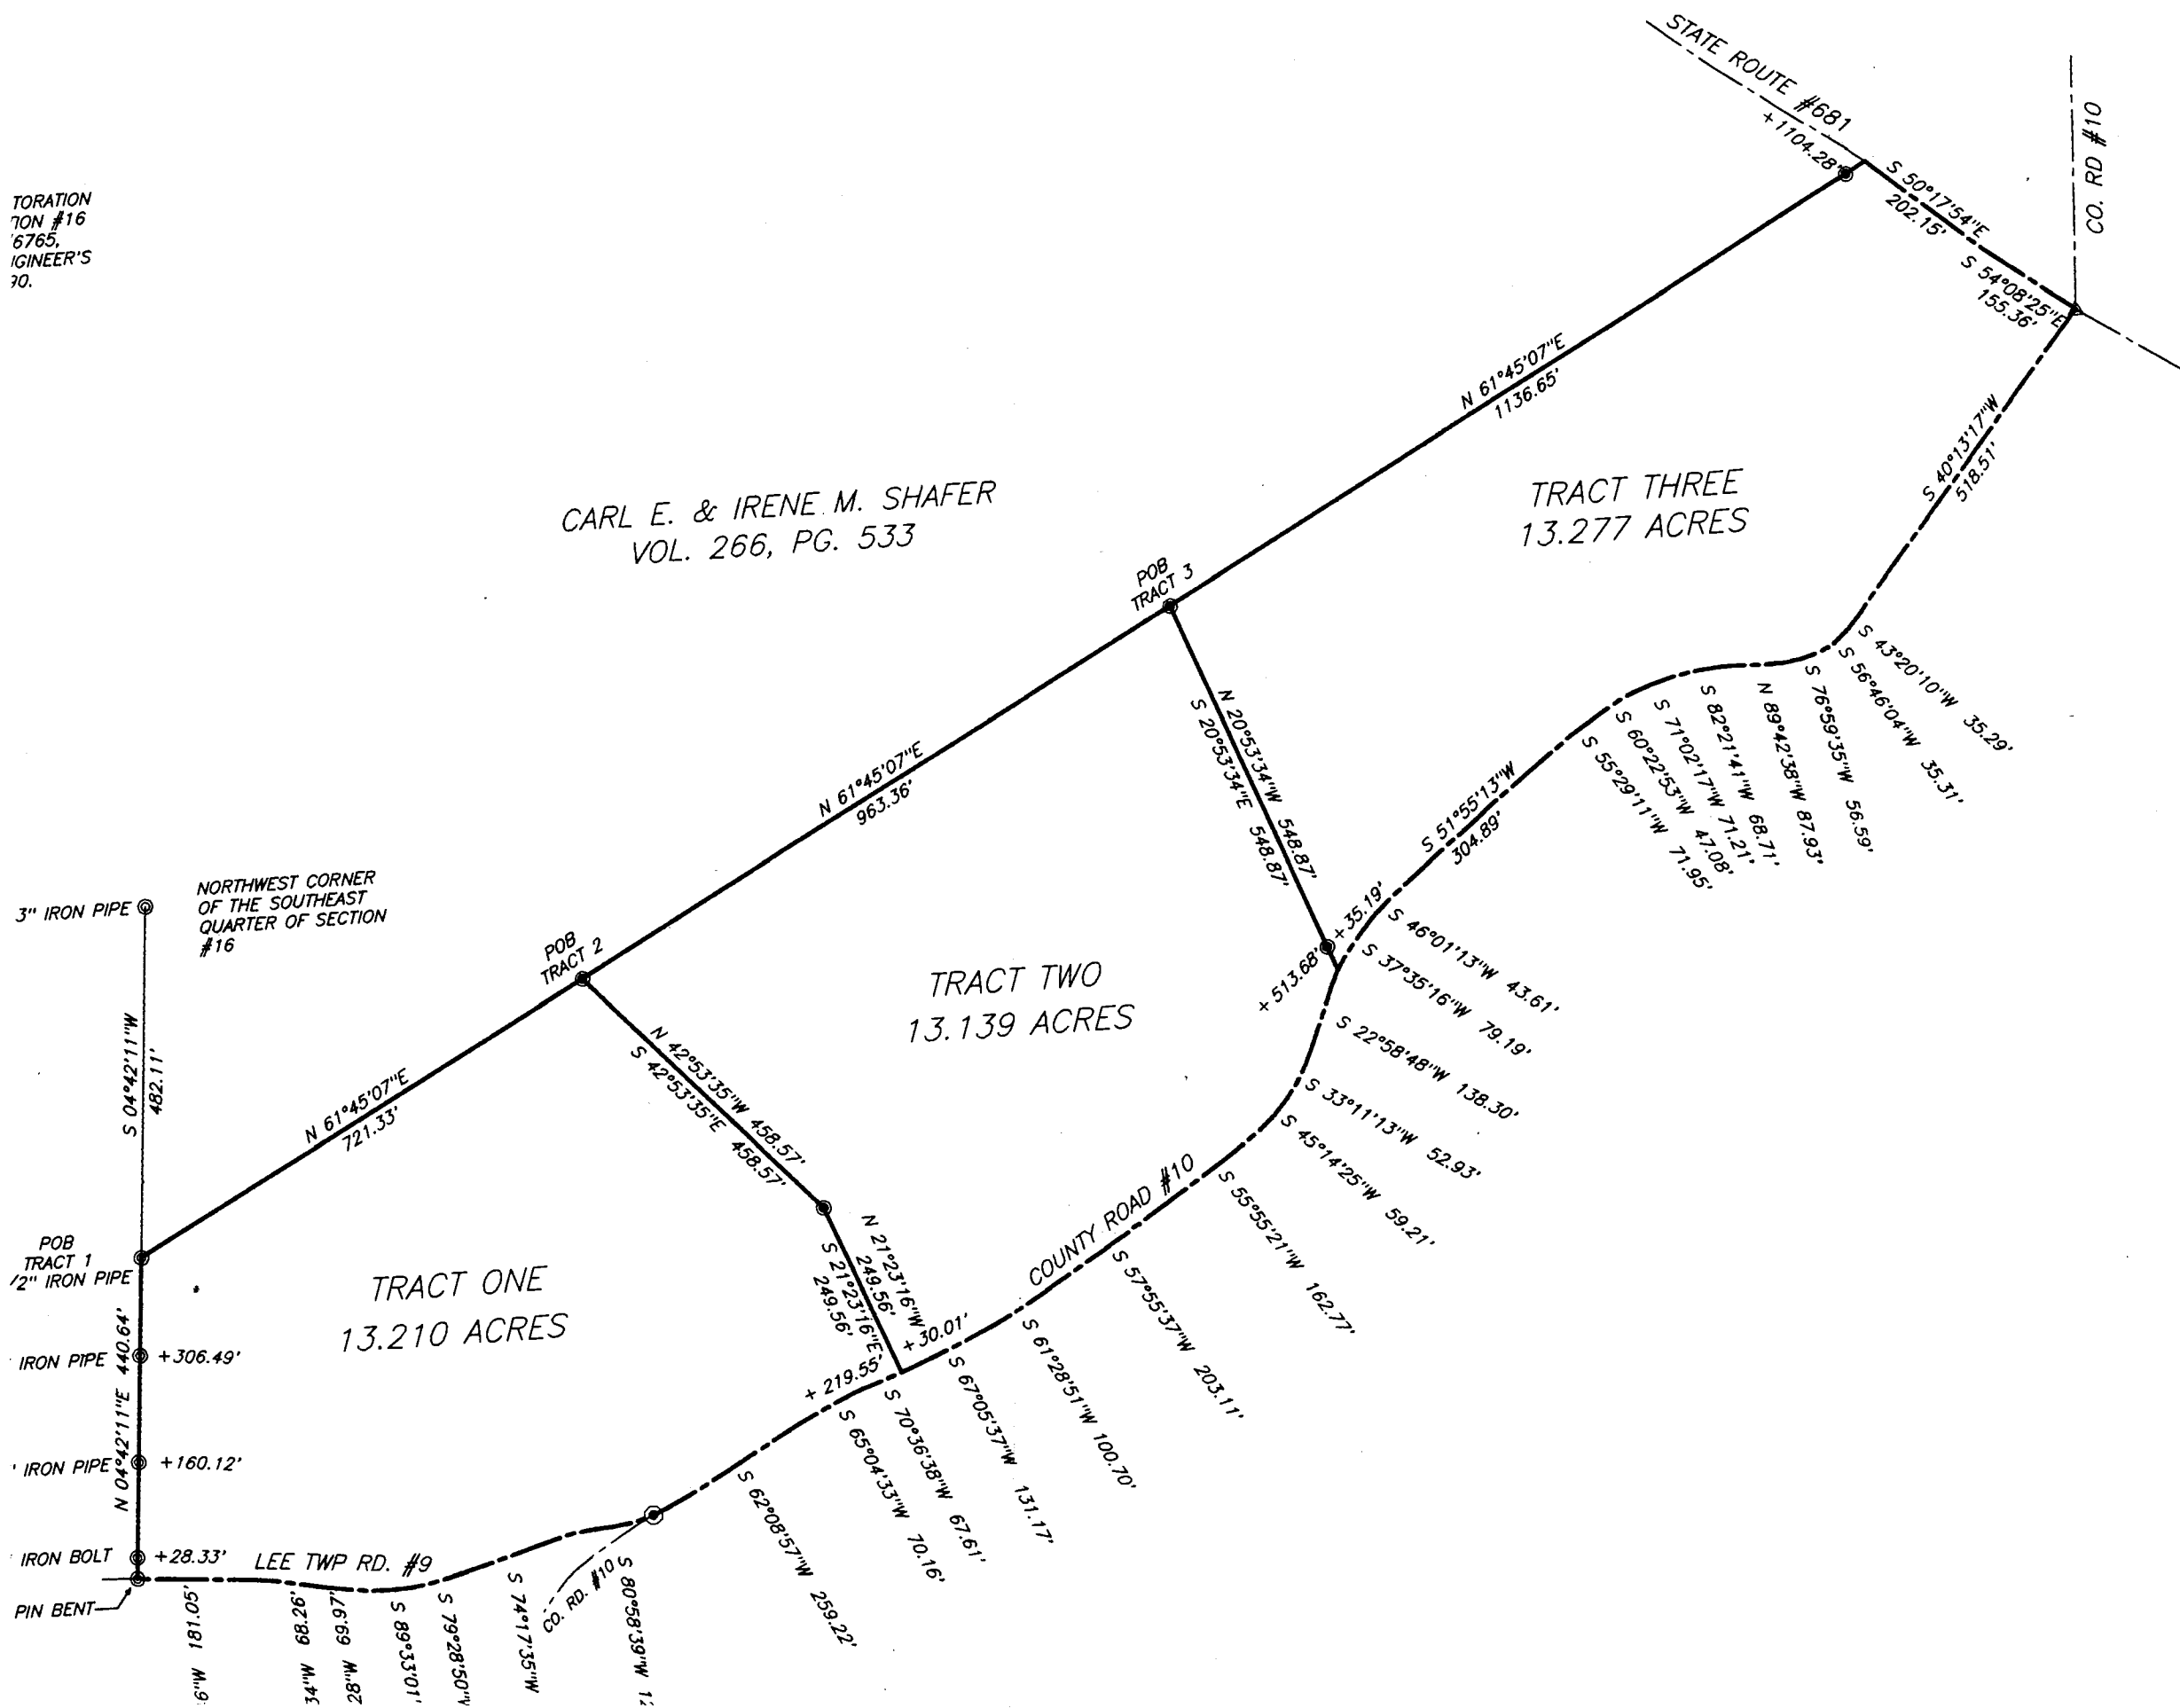 STATE ROUTE #681
+1104.28'
CO. RD #10
S 50°17'54"E
202.15'
S 54°08'25"E
155.36'
TORATION
#16
6765,
GINEER'S
N 61°45'07"E
1136.65'
S 40°13'17"W
518.51'
TRACT THREE
13.277 ACRES
CARL E. & IRENE M. SHAFER
VOL. 266, PG. 533
POB
TRACT 3
S 43°20'10"W 35.29'
S 56°46'04"W 35.31'
S 76°59'35"W 56.59'
N 89°42'38"W 87.93'
S 82°21'41"W 68.71'
S 71°02'17"W 71.21'
S 60°22'53"W 47.08'
S 55°29'11"W 71.95'
N 20°53'34"W 548.87'
S 20°53'34"E 548.87'
N 61°45'07"E
963.36'
S 51°55'13"W
304.89'
3" IRON PIPE
NORTHWEST CORNER
OF THE SOUTHEAST
QUARTER OF SECTION
#16
POB
TRACT 2
+35.19'
+513.68'
S 46°01'13"W 43.61'
S 37°35'16"W 79.19'
S 22°58'48"W 138.30'
S 33°11'13"W 52.93'
S 45°14'25"W 59.21'
S 55°55'21"W 162.77'
S 57°55'37"W 203.11'
S 61°28'51"W 100.70'
S 67°05'37"W 131.17'
S 70°36'38"W 67.61'
S 65°04'33"W 70.16'
S 62°08'57"W 259.22'
TRACT TWO
13.139 ACRES
S 04°42'11"W
482.11'
N 61°45'07"E
721.33'
N 42°53'35"W 458.57'
S 42°53'35"E 458.57'
COUNTY ROAD #10
N 21°23'16"W
249.56'
S 21°23'16"E
249.56'
+30.01'
+219.55'
POB
TRACT 1
/2" IRON PIPE
TRACT ONE
13.210 ACRES
N 04°42'11"E 440.64'
IRON PIPE
+306.49'
' IRON PIPE
+160.12'
IRON BOLT
+28.33'
PIN BENT
LEE TWP RD. #9
CO. RD. #10
6"W 181.05'
34"W 68.26'
28"W 69.97'
S 89°33'01"
S 79°28'50"
S 74°17'35"W
S 80°58'39"W